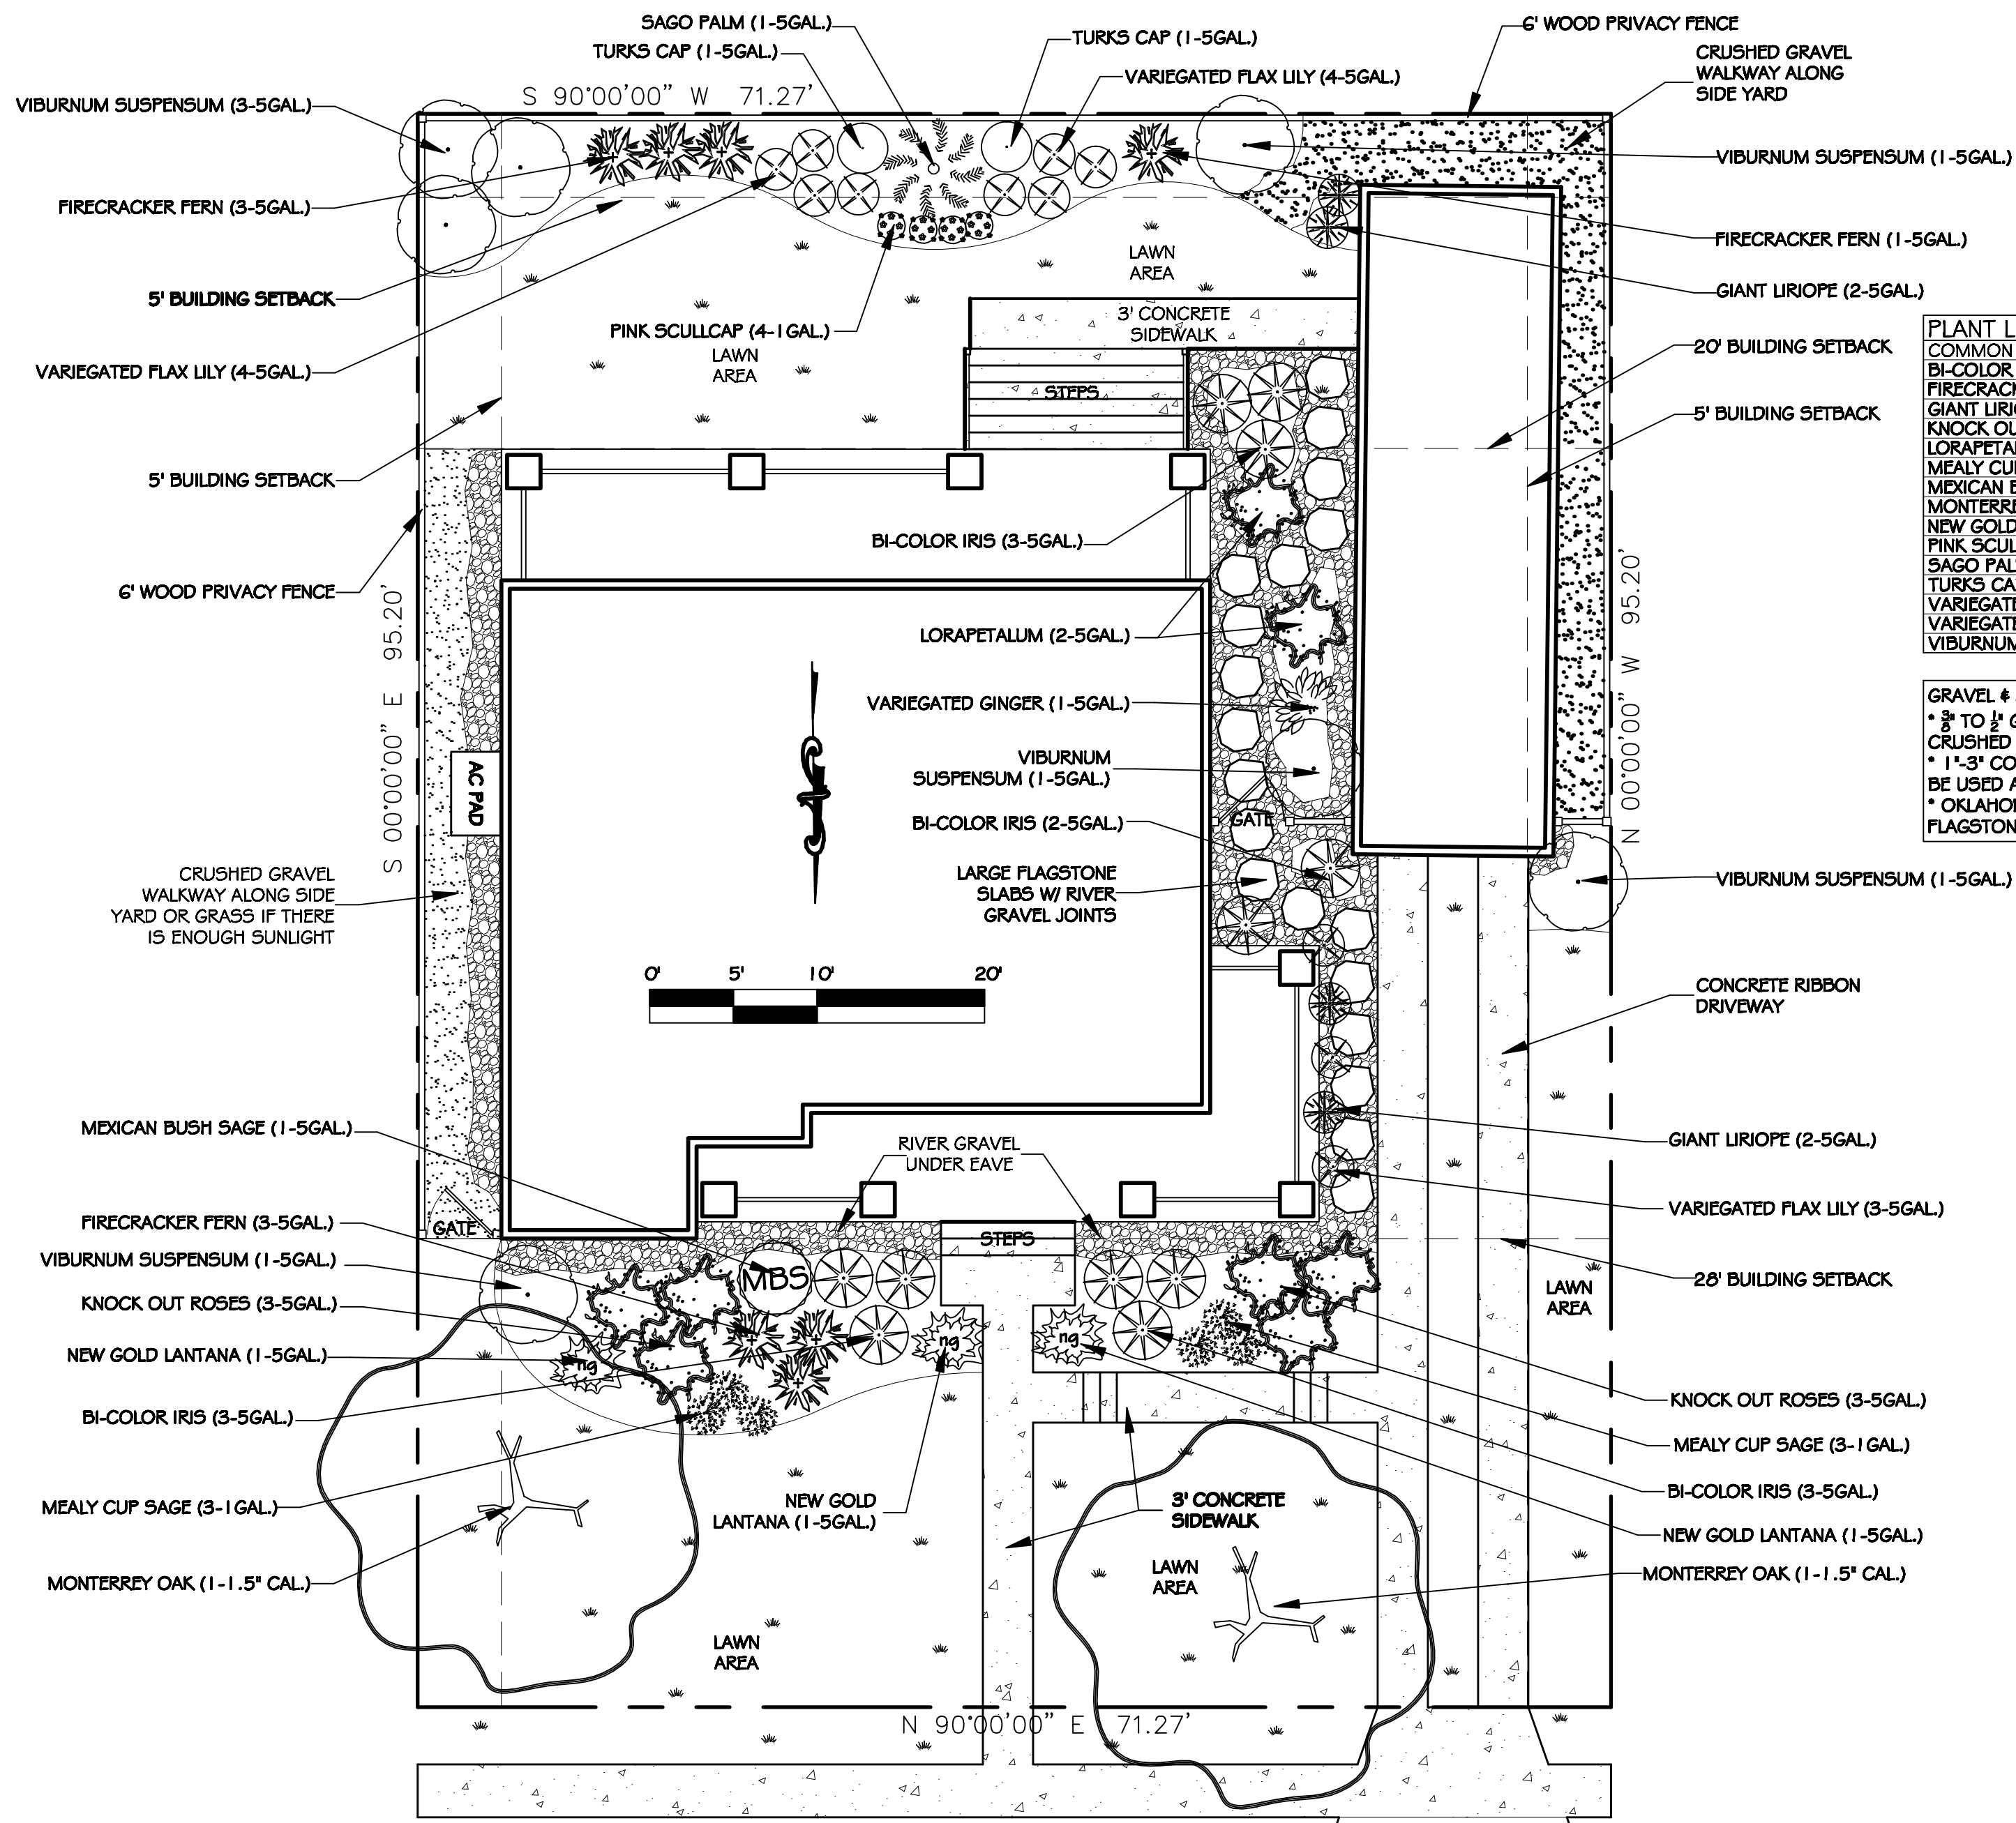 SAGO PALM (1-5GAL.)
TURKS CAP (1-5GAL.)
TURKS CAP (1-5GAL.)
VARIEGATED FLAX LILY (4-5GAL.)
6' WOOD PRIVACY FENCE
CRUSHED GRAVEL
WALKWAY ALONG
SIDE YARD
S 90°00'00" W 71.27'
VIBURNUM SUSPENSUM (3-5GAL.)
VIBURNUM SUSPENSUM (1-5GAL.)
FIRECRACKER FERN (3-5GAL.)
FIRECRACKER FERN (1-5GAL.)
LAWN
AREA
GIANT LIRIOPE (2-5GAL.)
5' BUILDING SETBACK
PINK SCULLCAP (4-1GAL.)
3' CONCRETE
SIDEWALK
LAWN
AREA
VARIEGATED FLAX LILY (4-5GAL.)
STEPS
20' BUILDING SETBACK
5' BUILDING SETBACK
PLANT L
COMMON
BI-COLOR
FIRECRACK
GIANT LIRI
KNOCK OU
LORAPETA
MEALY CU
MEXICAN B
MONTERRE
NEW GOLD
PINK SCUL
SAGO PAL
TURKS CA
VARIEGATE
VARIEGATE
VIBURNUM
5' BUILDING SETBACK
BI-COLOR IRIS (3-5GAL.)
6' WOOD PRIVACY FENCE
S 00°00'00" E 95.20'
N 00°00'00" W 95.20'
LORAPETALUM (2-5GAL.)
VARIEGATED GINGER (1-5GAL.)
GRAVEL &
* 3/8" TO 1/2" G
CRUSHED
* 1"-3" CO
BE USED A
* OKLAHO
FLAGSTON
VIBURNUM
SUSPENSUM (1-5GAL.)
AC PAD
BI-COLOR IRIS (2-5GAL.)
GATE
LARGE FLAGSTONE
SLABS W/ RIVER
GRAVEL JOINTS
VIBURNUM SUSPENSUM (1-5GAL.)
CRUSHED GRAVEL
WALKWAY ALONG SIDE
YARD OR GRASS IF THERE
IS ENOUGH SUNLIGHT
0' 5' 10' 20'
CONCRETE RIBBON
DRIVEWAY
MEXICAN BUSH SAGE (1-5GAL.)
RIVER GRAVEL
UNDER EAVE
GIANT LIRIOPE (2-5GAL.)
VARIEGATED FLAX LILY (3-5GAL.)
FIRECRACKER FERN (3-5GAL.)
GATE
STEPS
VIBURNUM SUSPENSUM (1-5GAL.)
MBS
28' BUILDING SETBACK
LAWN
AREA
KNOCK OUT ROSES (3-5GAL.)
NEW GOLD LANTANA (1-5GAL.)
ng
ng
ng
BI-COLOR IRIS (3-5GAL.)
KNOCK OUT ROSES (3-5GAL.)
MEALY CUP SAGE (3-1GAL.)
BI-COLOR IRIS (3-5GAL.)
MEALY CUP SAGE (3-1GAL.)
NEW GOLD
LANTANA (1-5GAL.)
3' CONCRETE
SIDEWALK
NEW GOLD LANTANA (1-5GAL.)
MONTERREY OAK (1-1.5" CAL.)
LAWN
AREA
MONTERREY OAK (1-1.5" CAL.)
LAWN
AREA
N 90°00'00" E 71.27'